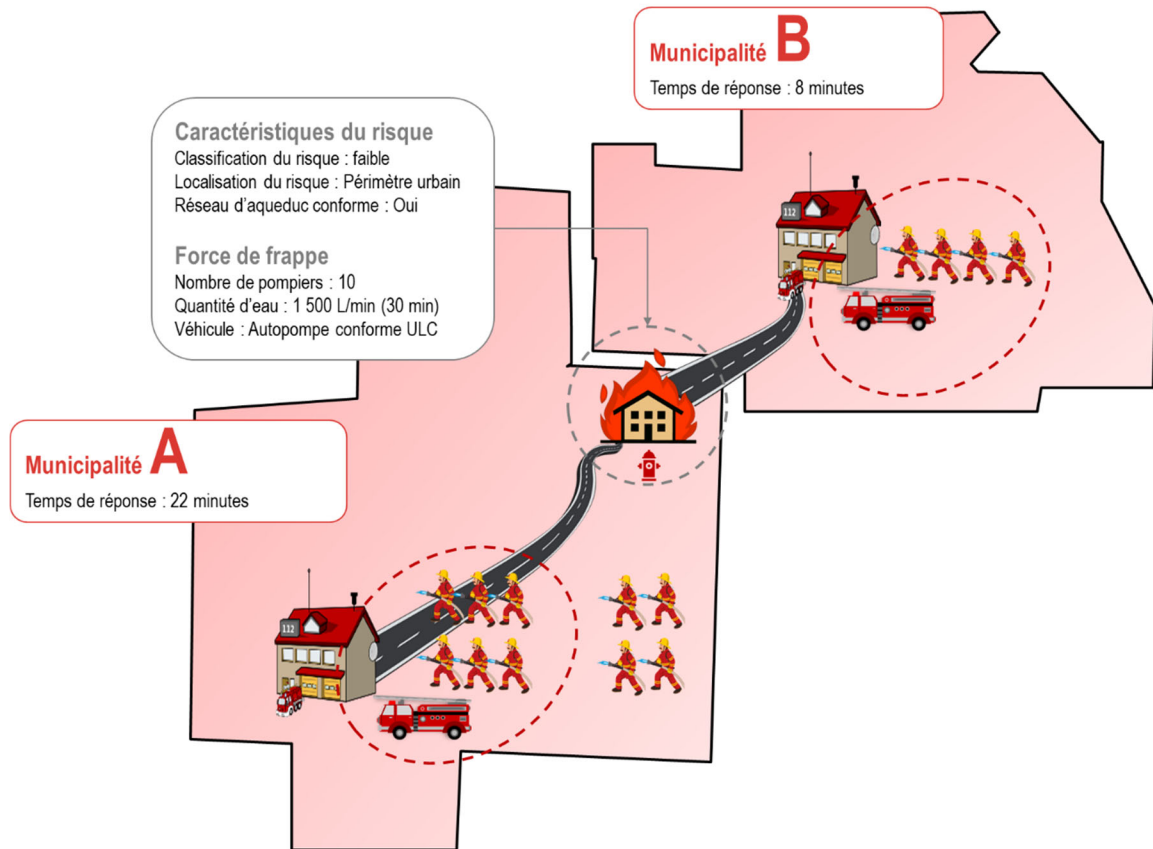 Municipalité B
Temps de réponse : 8 minutes
Caractéristiques du risque
Classification du risque : faible
Localisation du risque : Périmètre urbain
Réseau d'aqueduc conforme : Oui
Force de frappe
Nombre de pompiers : 10
Quantité d'eau : 1 500 L/min (30 min)
Véhicule : Autopompe conforme ULC
112
Municipalité A
Temps de réponse : 22 minutes
112